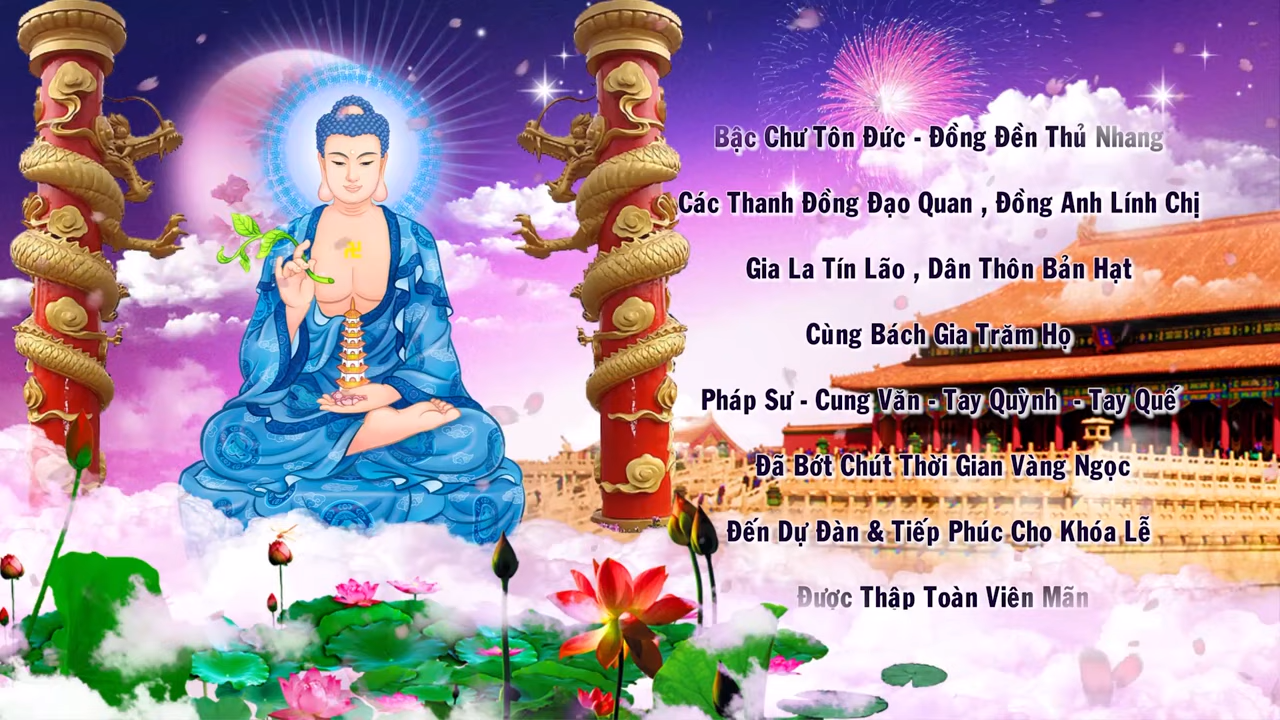 Bậc Chư Tôn Đức - Đồng Đền Thủ Nhang
Các Thanh Đồng Đạo Quan , Đồng Anh Lính Chị
Gia La Tín Lão , Dân Thôn Bản Hạt
Cùng Bách Gia Trăm Họ
Pháp Sư - Cung Văn - Tay Quỳnh - Tay Quế
Đã Bớt Chút Thời Gian Vàng Ngọc
Đến Dự Đàn & Tiếp Phúc Cho Khóa Lễ
Được Thập Toàn Viên Mãn